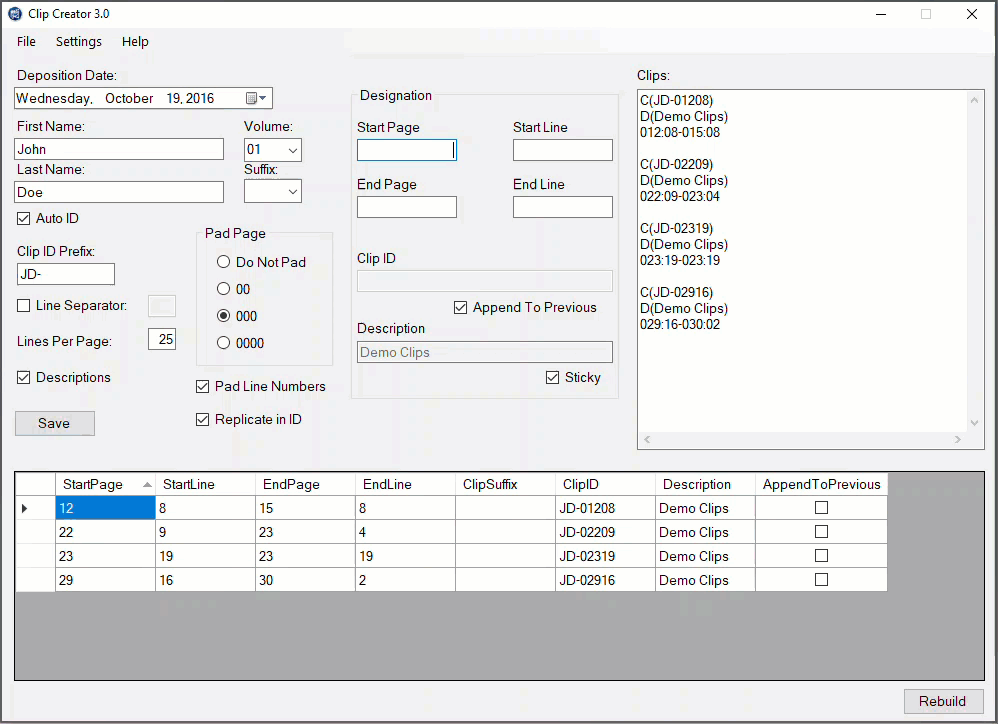 Clip Creator 3.0
File Settings Help
Deposition Date:
Wednesday, October 19, 2016
First Name:
Volume:
John
01
Last Name:
Suffix:
Doe
Auto ID
Clip ID Prefix:
JD-
Line Separator:
Lines Per Page:
25
Descriptions
Save
Pad Page
Do Not Pad
00
000
0000
Pad Line Numbers
Replicate in ID
Designation
Start Page
Start Line
End Page
End Line
Clip ID
Append To Previous
Description
Demo Clips
Sticky
Clips:
C(JD-01208)
D(Demo Clips)
012:08-015:08
C(JD-02209)
D(Demo Clips)
022:09-023:04
C(JD-02319)
D(Demo Clips)
023:19-023:19
C(JD-02916)
D(Demo Clips)
029:16-030:02
StartPage StartLine EndPage EndLine ClipSuffix ClipID Description AppendToPrevious
12 8 15 8 JD-01208 Demo Clips
22 9 23 4 JD-02209 Demo Clips
23 19 23 19 JD-02319 Demo Clips
29 16 30 2 JD-02916 Demo Clips
Rebuild